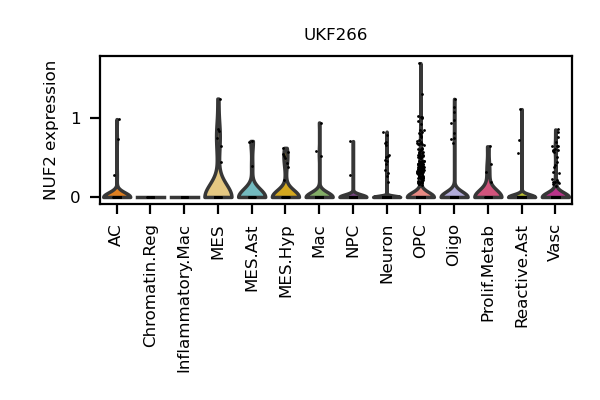 UKF266
NUF2 expression
1
0
AC
Chromatin.Reg
Inflammatory.Mac
MES
MES.Ast
MES.Hyp
Mac
NPC
Neuron
OPC
Oligo
Prolif.Metab
Reactive.Ast
Vasc